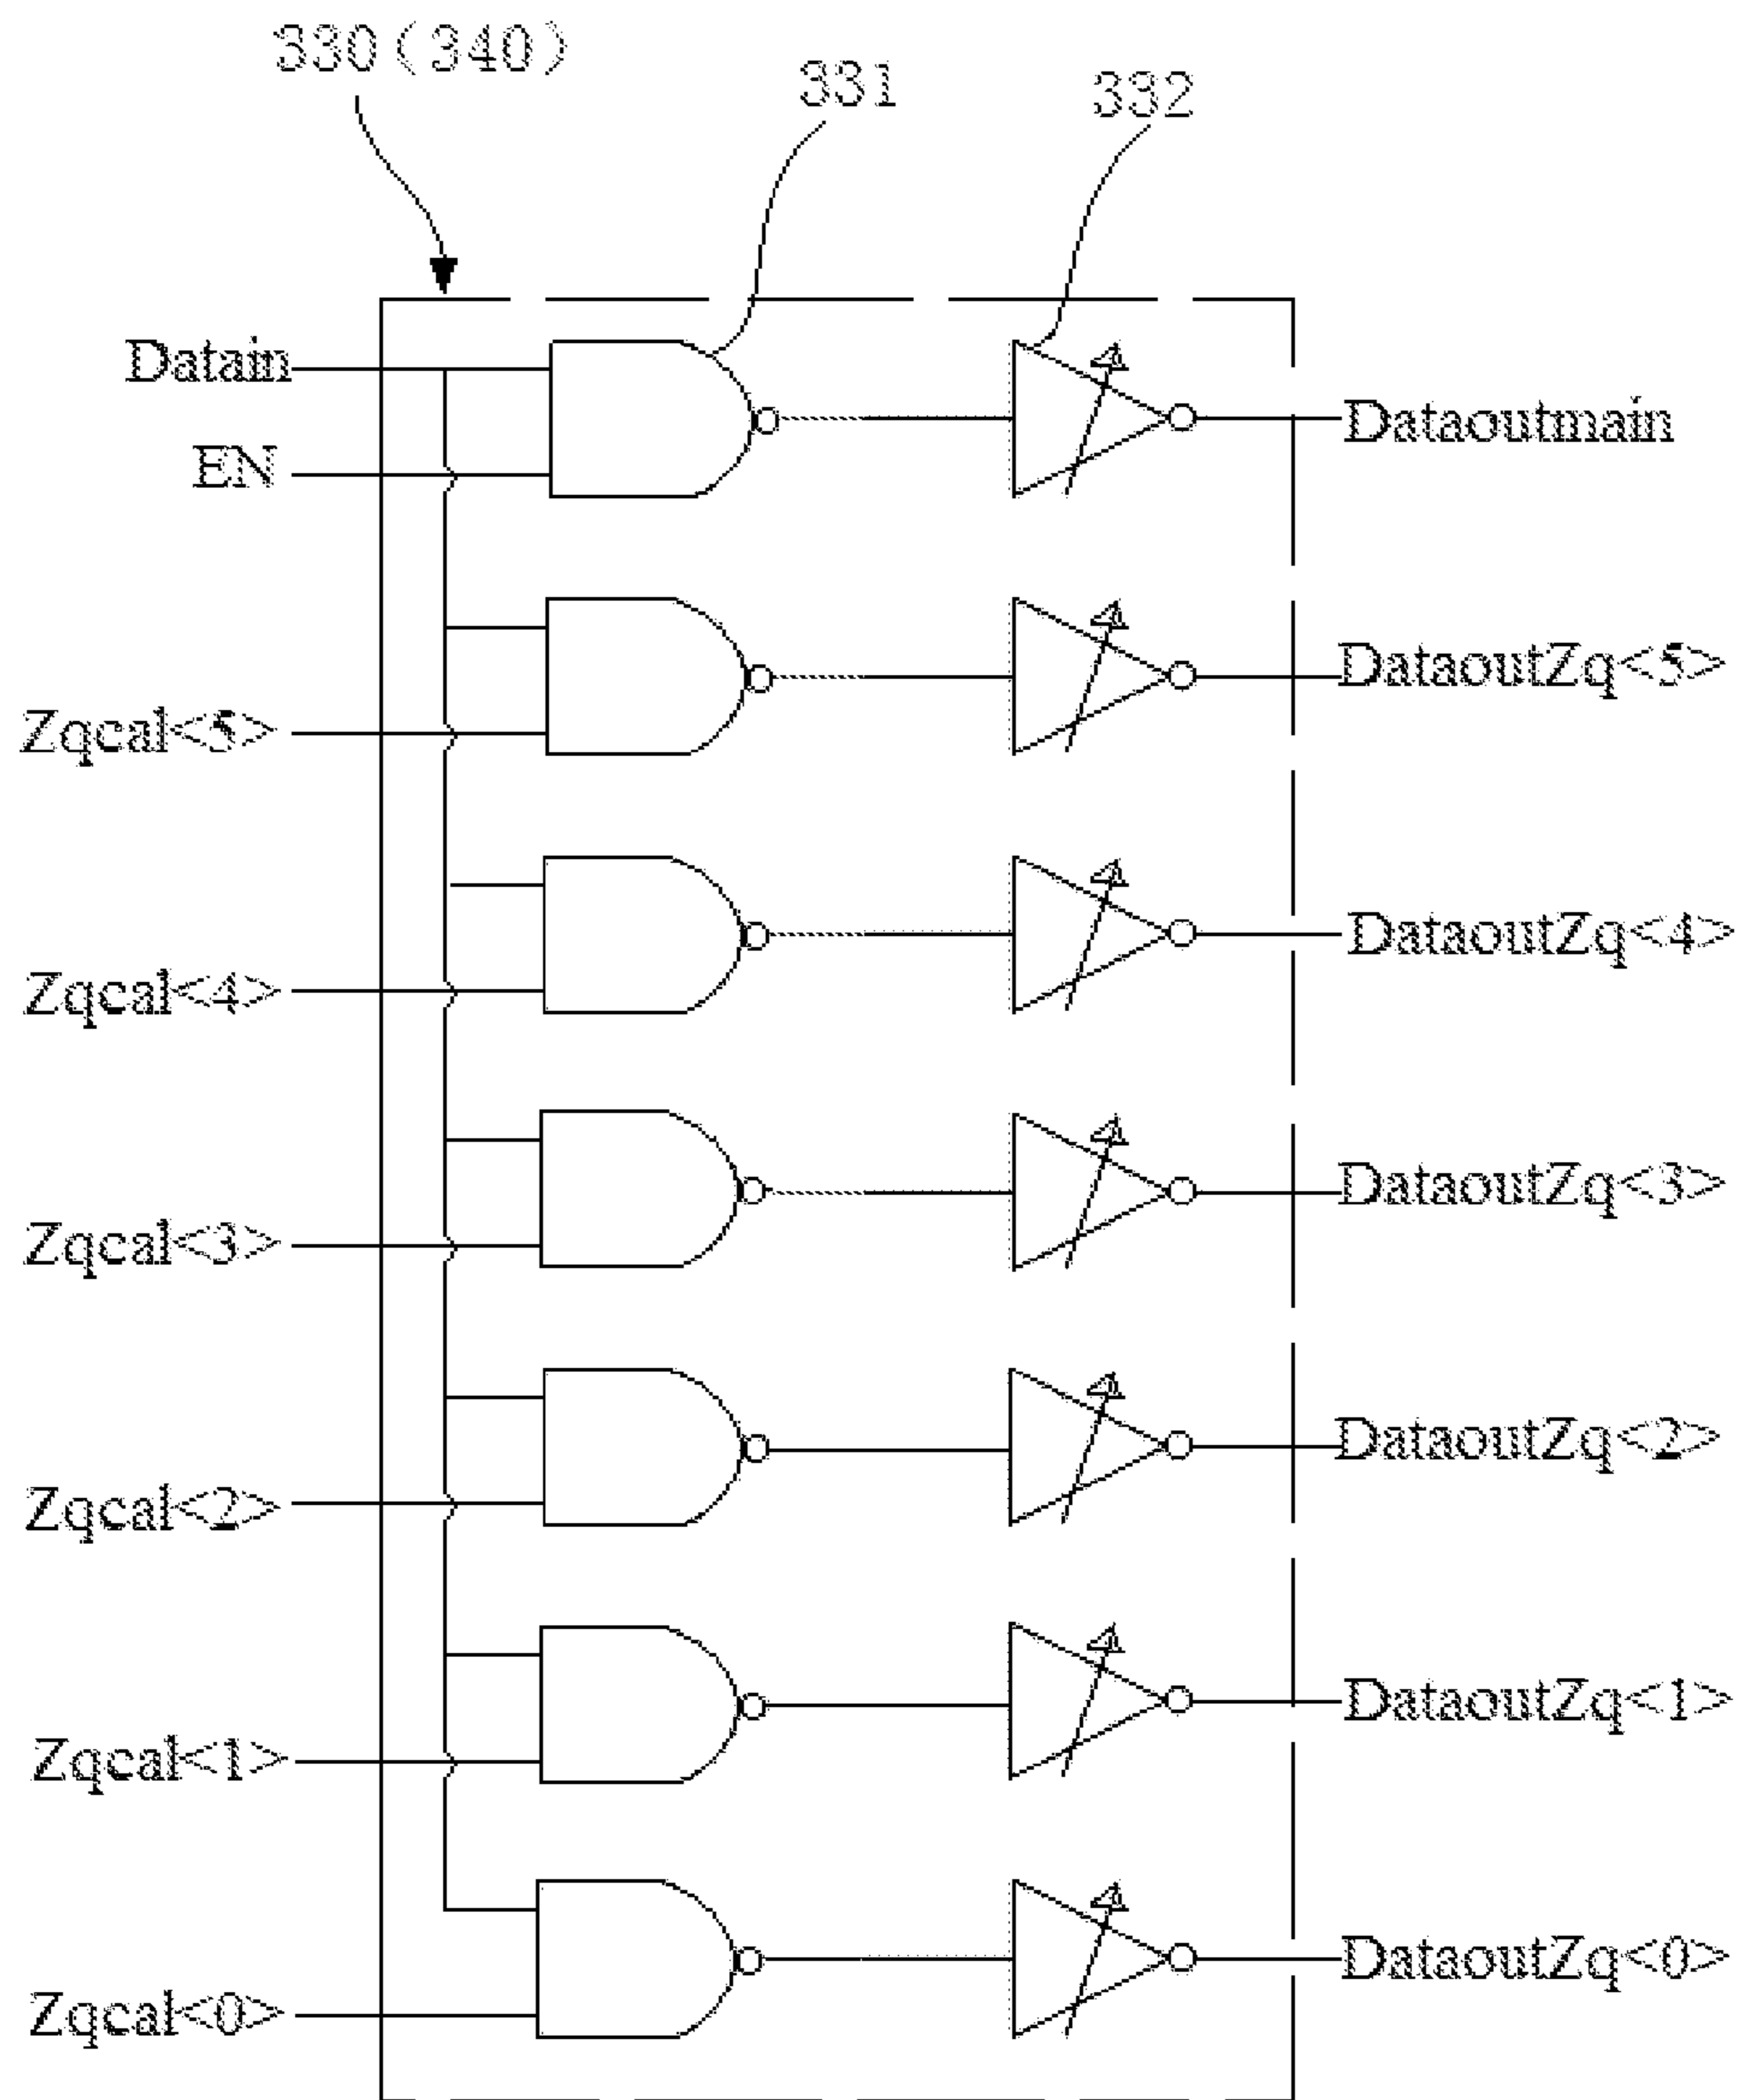 330(340)
331
332
Datain
Dataoutmain
EN
DataoutZq<5>
Zqcal<5>
DataoutZq<4>
Zqcal<4>
DataoutZq<3>
Zqcal<3>
DataoutZq<2>
Zqcal<2>
DataoutZq<1>
Zqcal<1>
DataoutZq<0>
Zqcal<0>